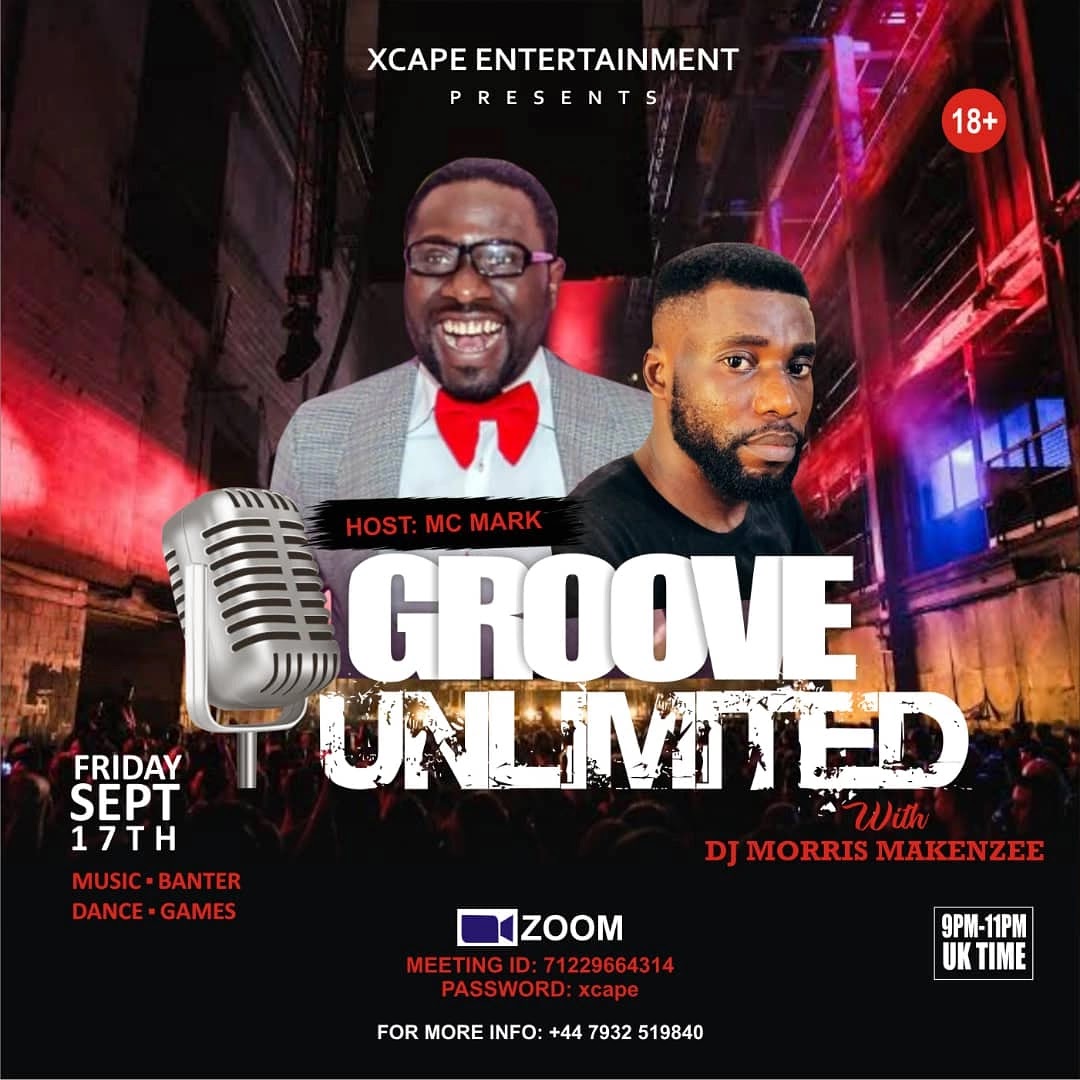 XCAPE ENTERTAINMENT
PRESENTS
18+
HOST: MC MARK
GROOVE
UNLIMITED
With
DJ MORRIS MAKENZEE
FRIDAY
SEPT
17TH
MUSIC ▪ BANTER
DANCE ▪ GAMES
ZOOM
MEETING ID: 71229664314
PASSWORD: xcape
9PM-11PM
UK TIME
FOR MORE INFO: +44 7932 519840